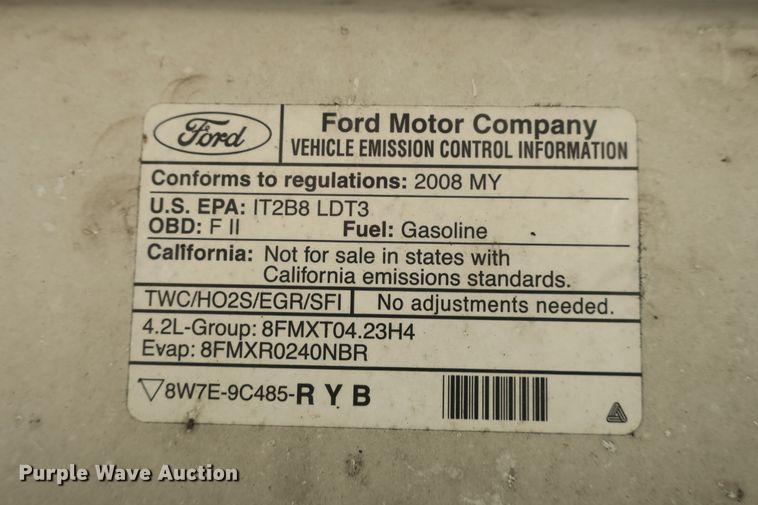 Ford
Ford Motor Company
VEHICLE EMISSION CONTROL INFORMATION
Conforms to regulations: 2008 MY
U.S. EPA: IT2B8 LDT3
OBD: F II Fuel: Gasoline
California: Not for sale in states with
California emissions standards.
TWC/HO2S/EGR/SFI No adjustments needed.
4.2L-Group: 8FMXT04.23H4
Evap: 8FMXR0240NBR
8W7E-9C485-RYB
Purple Wave Auction